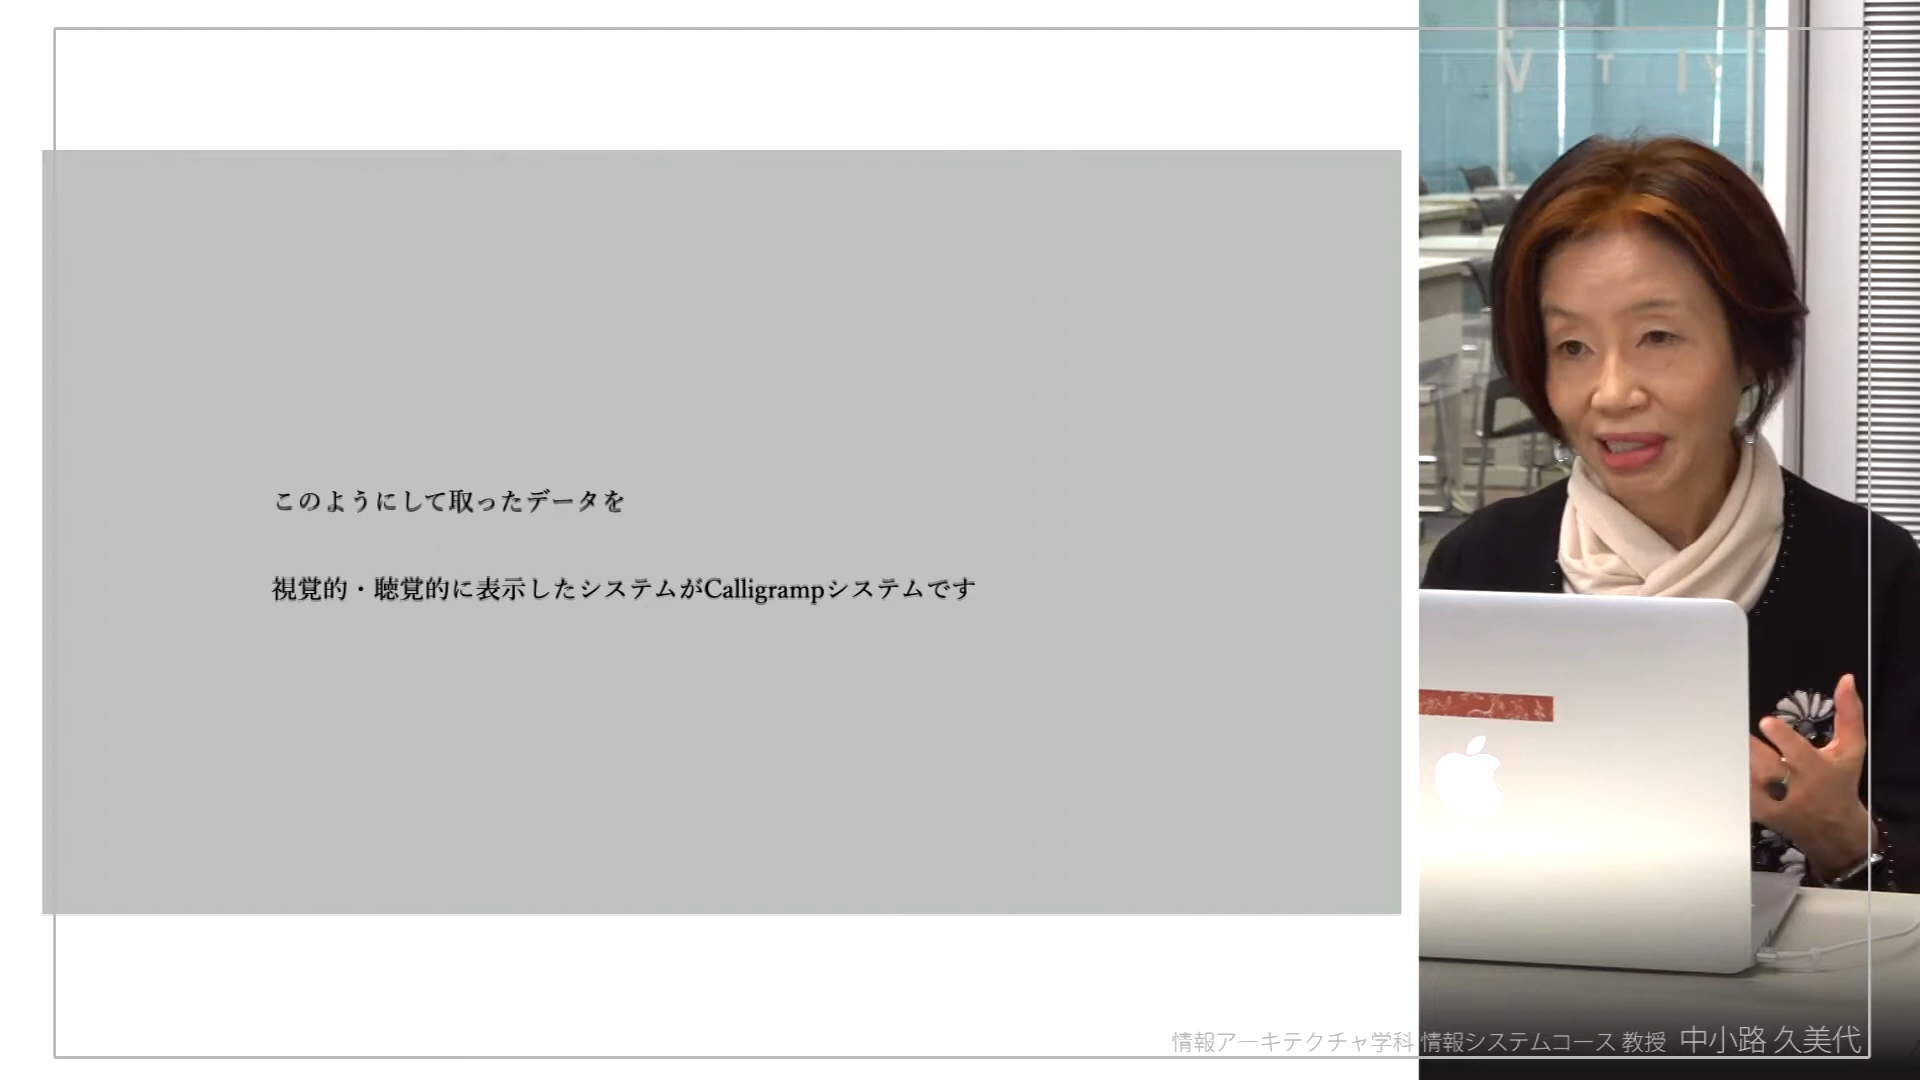 このようにして取ったデータを
視覚的・聴覚的に表示したシステムがCalligrampシステムです
情報アーキテクチャ学科 情報システムコース 教授 中小路 久美代